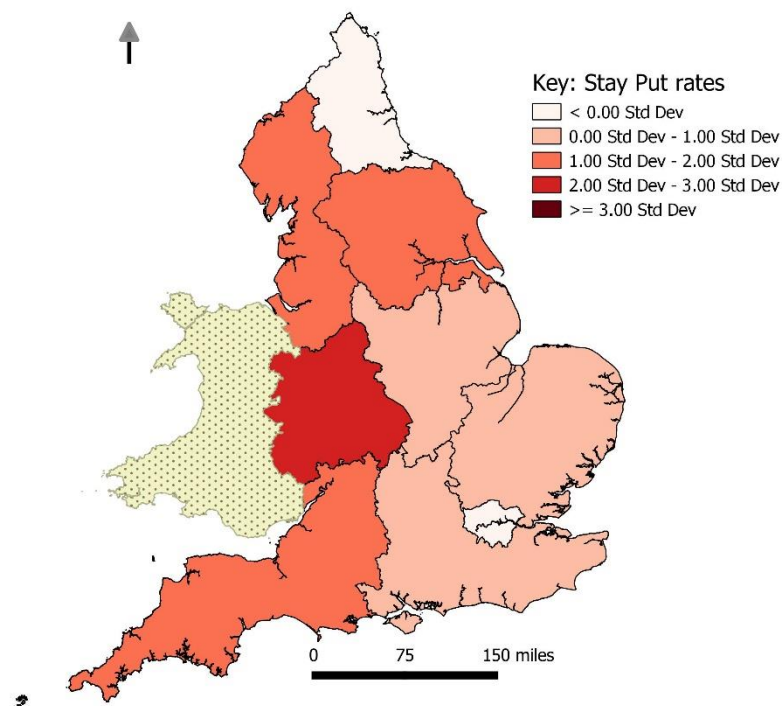 Key: Stay Put rates
< 0.00 Std Dev
0.00 Std Dev - 1.00 Std Dev
1.00 Std Dev - 2.00 Std Dev
2.00 Std Dev - 3.00 Std Dev
>= 3.00 Std Dev
0 75 150 miles